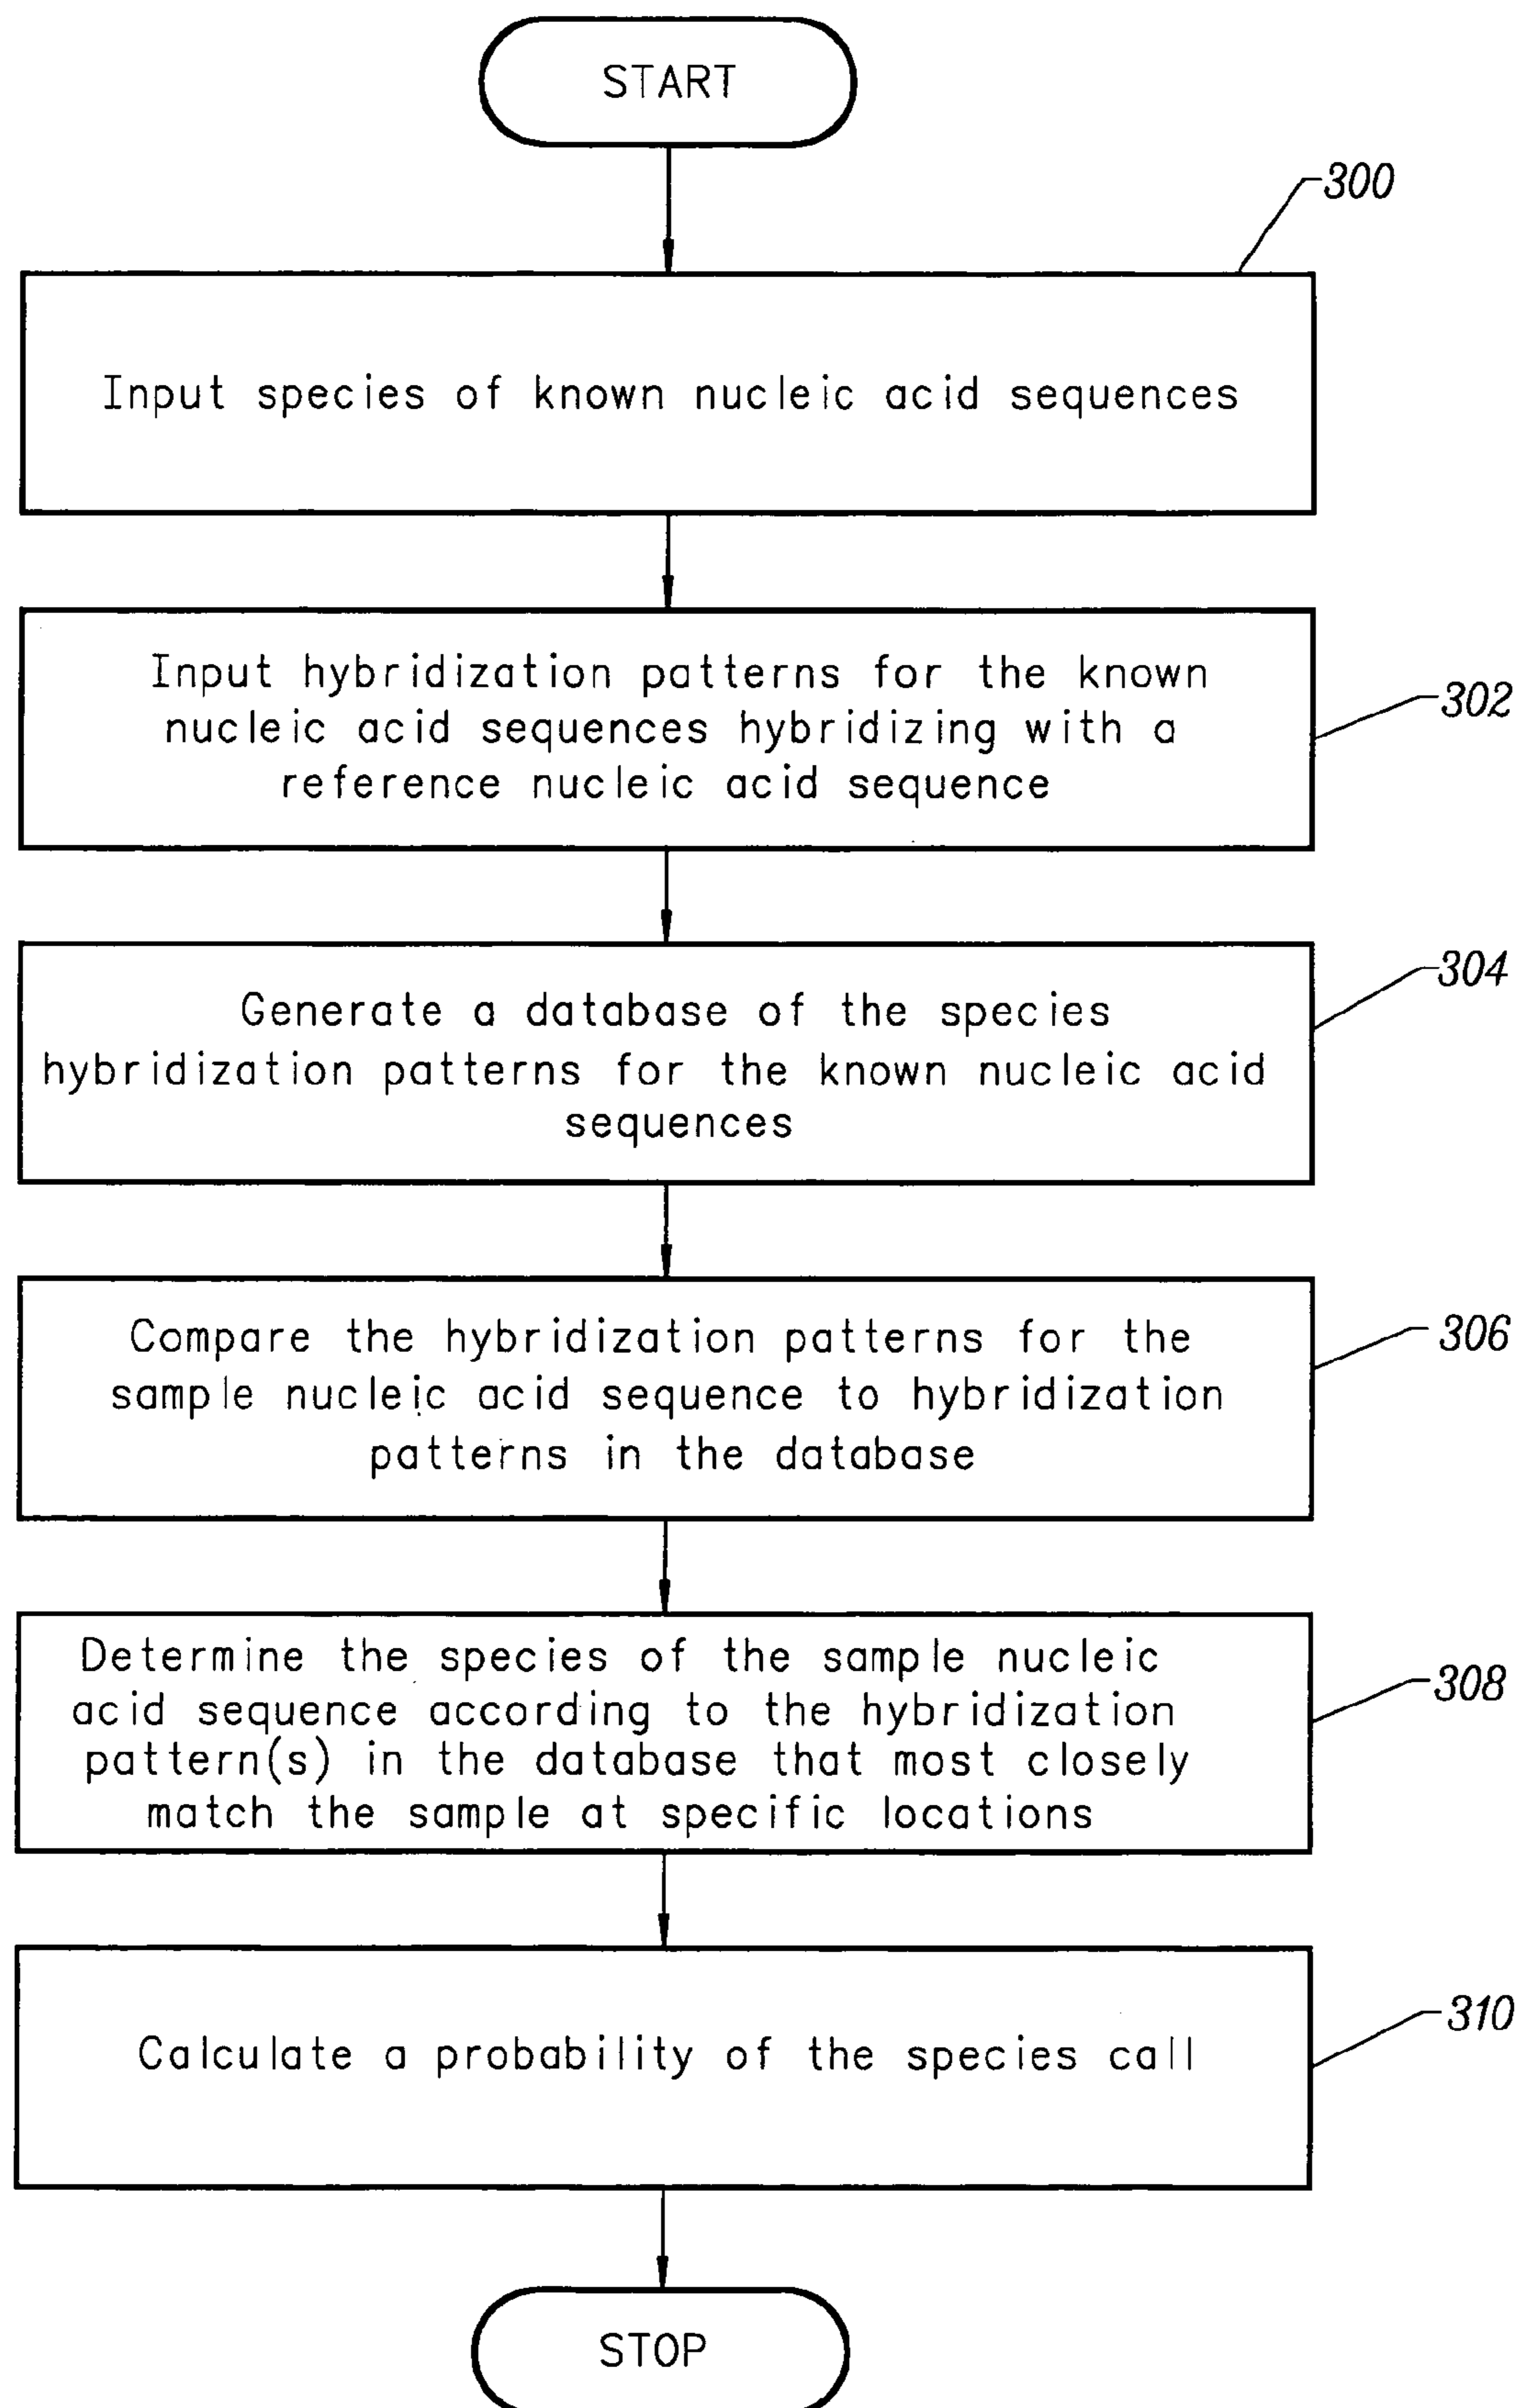 START
300
Input species of known nucleic acid sequences
Input hybridization patterns for the known
nucleic acid sequences hybridizing with a
reference nucleic acid sequence
302
Generate a database of the species
hybridization patterns for the known nucleic acid
sequences
304
Compare the hybridization patterns for the
sample nucleic acid sequence to hybridization
patterns in the database
306
Determine the species of the sample nucleic
acid sequence according to the hybridization
pattern(s) in the database that most closely
match the sample at specific locations
308
Calculate a probability of the species call
310
STOP